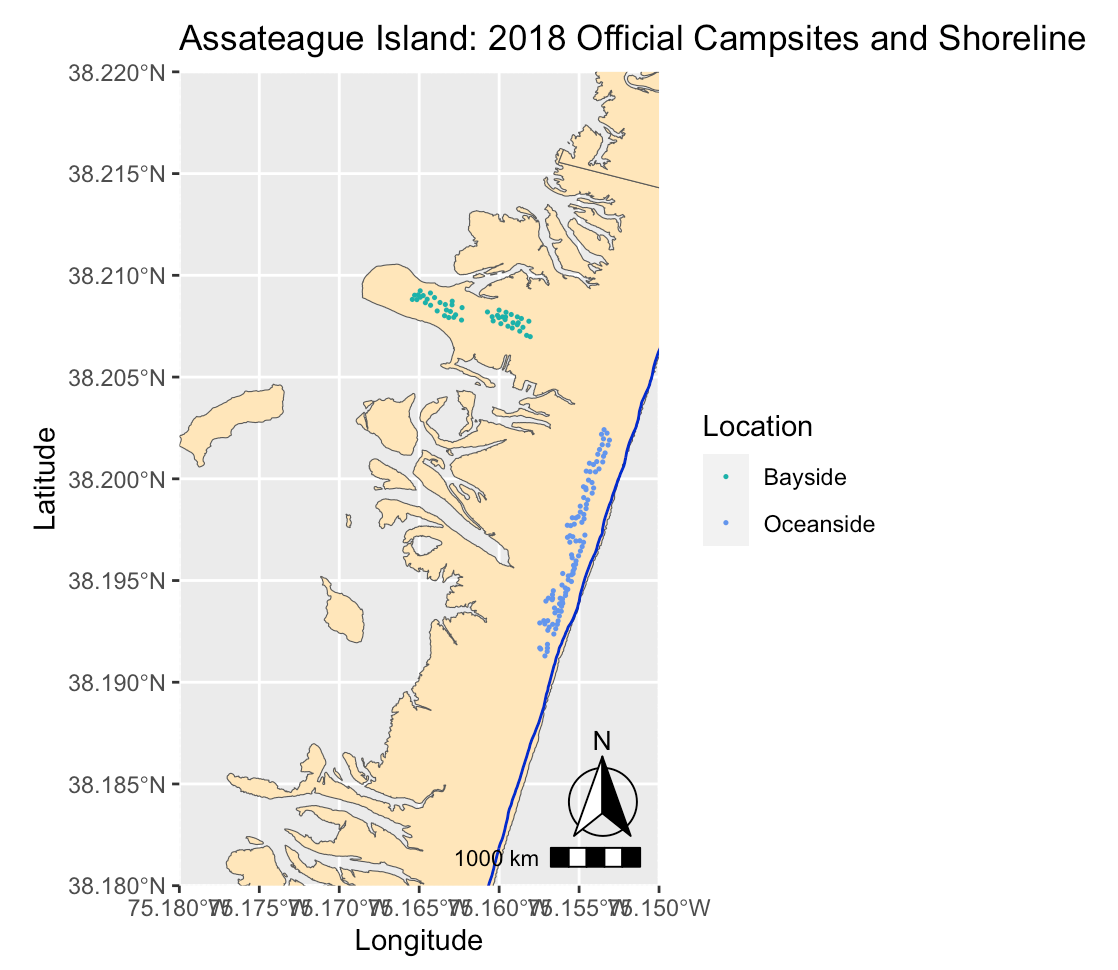 Assateague Island: 2018 Official Campsites and Shoreline
38.220°N
38.215°N
38.210°N
38.205°N
38.200°N
38.195°N
38.190°N
38.185°N
38.180°N
Latitude
Location
Bayside
Oceanside
N
1000 km
75.180°W 75.175°W 75.170°W 75.165°W 75.160°W 75.155°W 75.150°W
Longitude